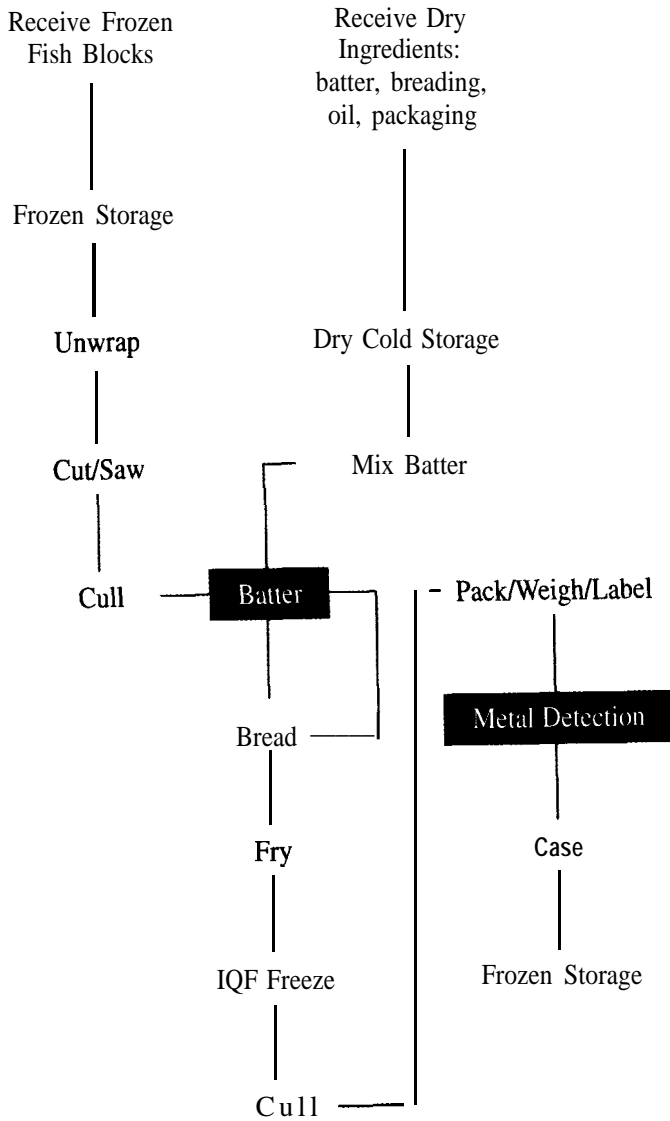 Receive Frozen
Fish Blocks
Receive Dry
Ingredients:
batter, breading,
oil, packaging
Frozen Storage
Unwrap
Dry Cold Storage
Cut/Saw
Mix Batter
Cull
Batter
Pack/Weigh/Label
Bread
Metal Detection
Fry
Case
IQF Freeze
Frozen Storage
Cull